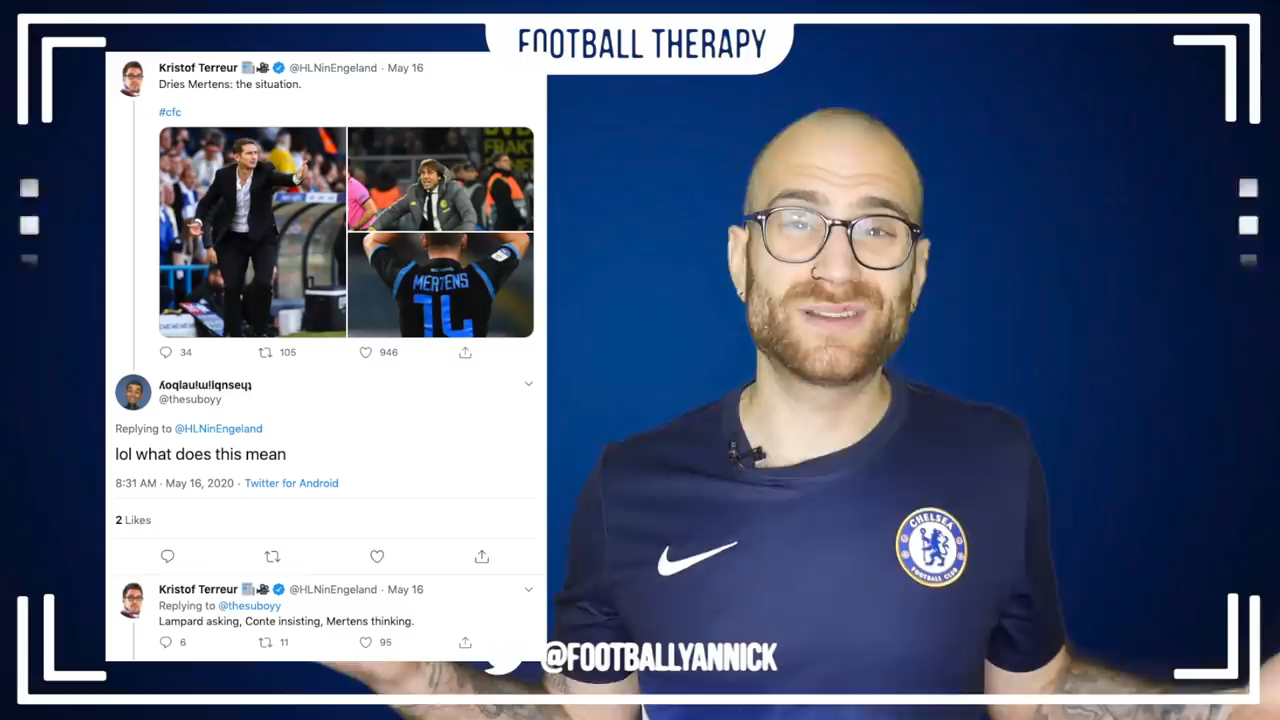 FOOTBALL THERAPY
Kristof Terreur @HLNinEngeland · May 16
Dries Mertens: the situation.
#cfc
MERTENS
14
34 105 946
ʎoqlɐuᴉɯᴉlqnsǝɥʇ
@thesuboyy
Replying to @HLNinEngeland
lol what does this mean
8:31 AM · May 16, 2020 · Twitter for Android
2 Likes
Kristof Terreur @HLNinEngeland · May 16
Replying to @thesuboyy
Lampard asking, Conte insisting, Mertens thinking.
6 11 95
CHELSEA
FOOTBALL CLUB
@FOOTBALLYANNICK